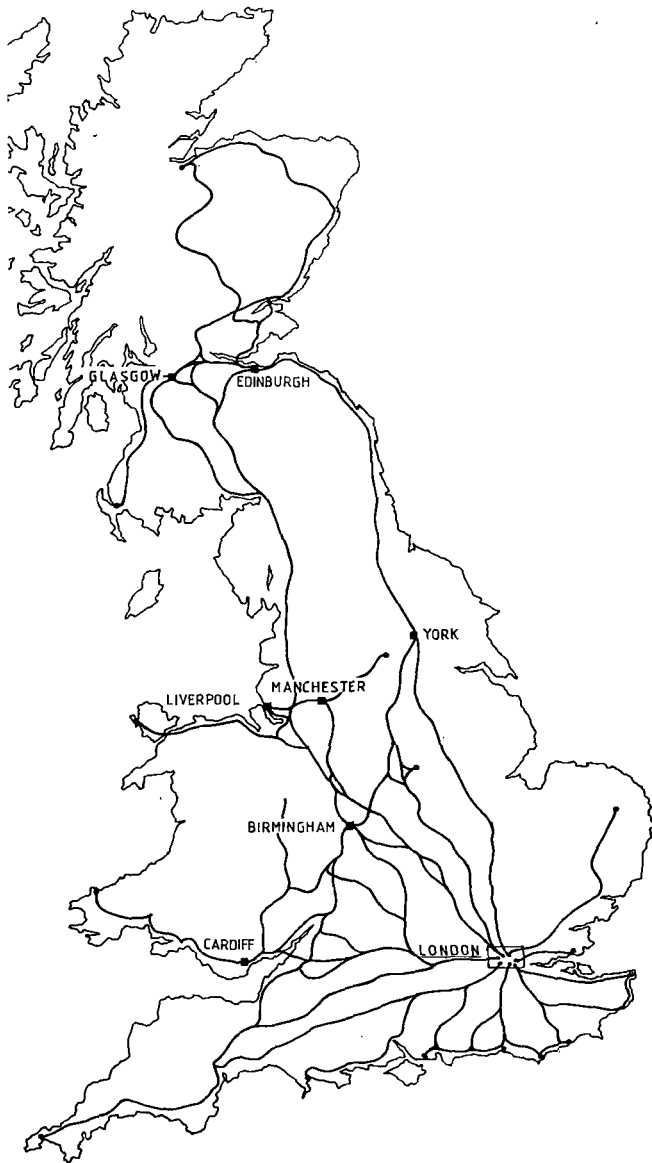 GLASGOW
EDINBURGH
YORK
MANCHESTER
LIVERPOOL
BIRMINGHAM
CARDIFF
LONDON